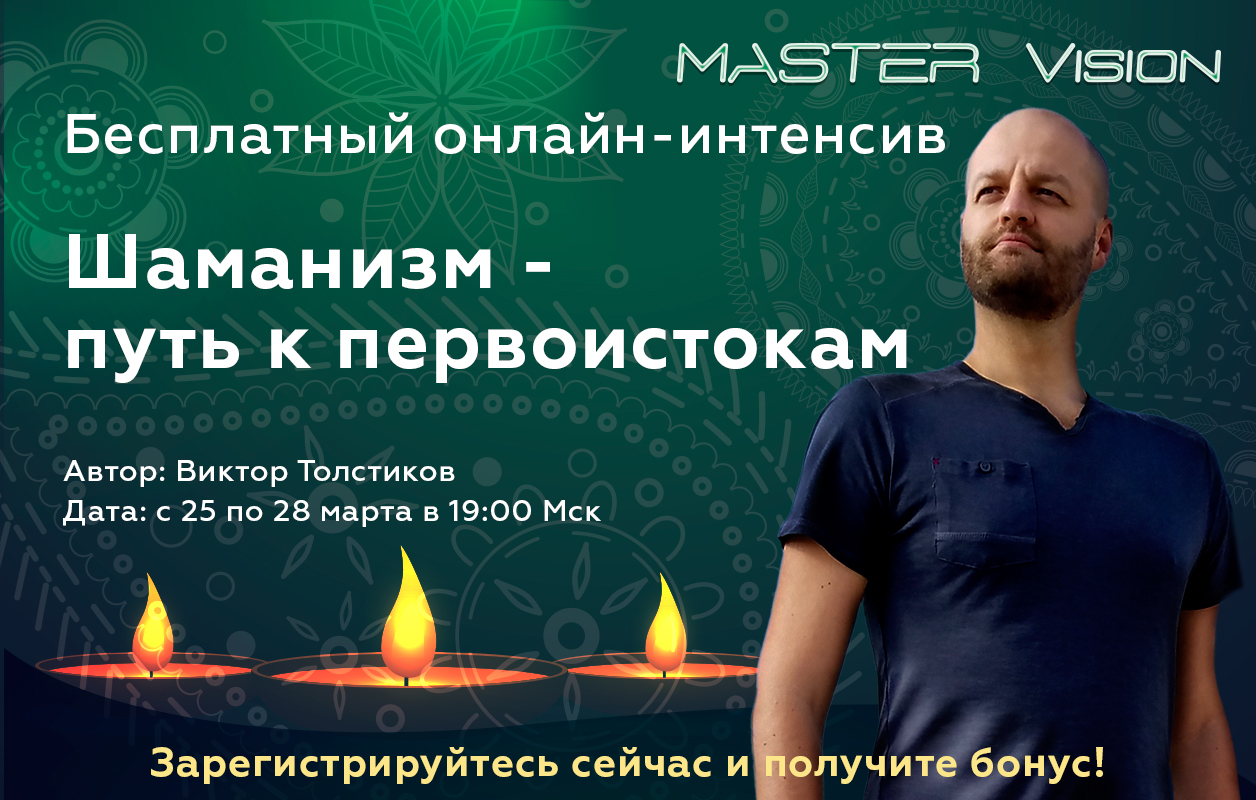 MASTER VISION
Бесплатный онлайн-интенсив
Шаманизм -
путь к первоистокам
Автор: Виктор Толстиков
Дата: с 25 по 28 марта в 19:00 Мск
Зарегистрируйтесь сейчас и получите бонус!